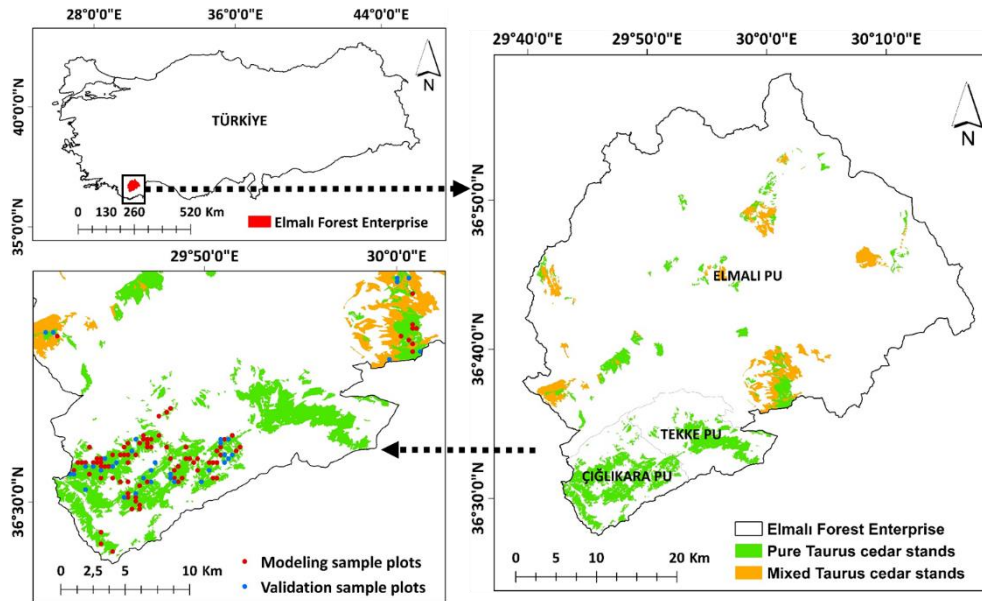 28°0'0"E 36°0'0"E 44°0'0"E
40°0'0"N
35°0'0"N
N
TÜRKİYE
0 130 260 520 Km
Elmalı Forest Enterprise
29°50'0"E 30°00'0"E
36°30'0"N
Modeling sample plots
Validation sample plots
0 2,5 5 10 Km
29°40'0"E 29°50'0"E 30°00'0"E 30°10'0"E
36°50'0"N
36°40'0"N
36°30'0"N
N
ELMALI PU
TEKKE PU
ÇIĞLIKARA PU
Elmalı Forest Enterprise
Pure Taurus cedar stands
Mixed Taurus cedar stands
0 5 10 20 Km